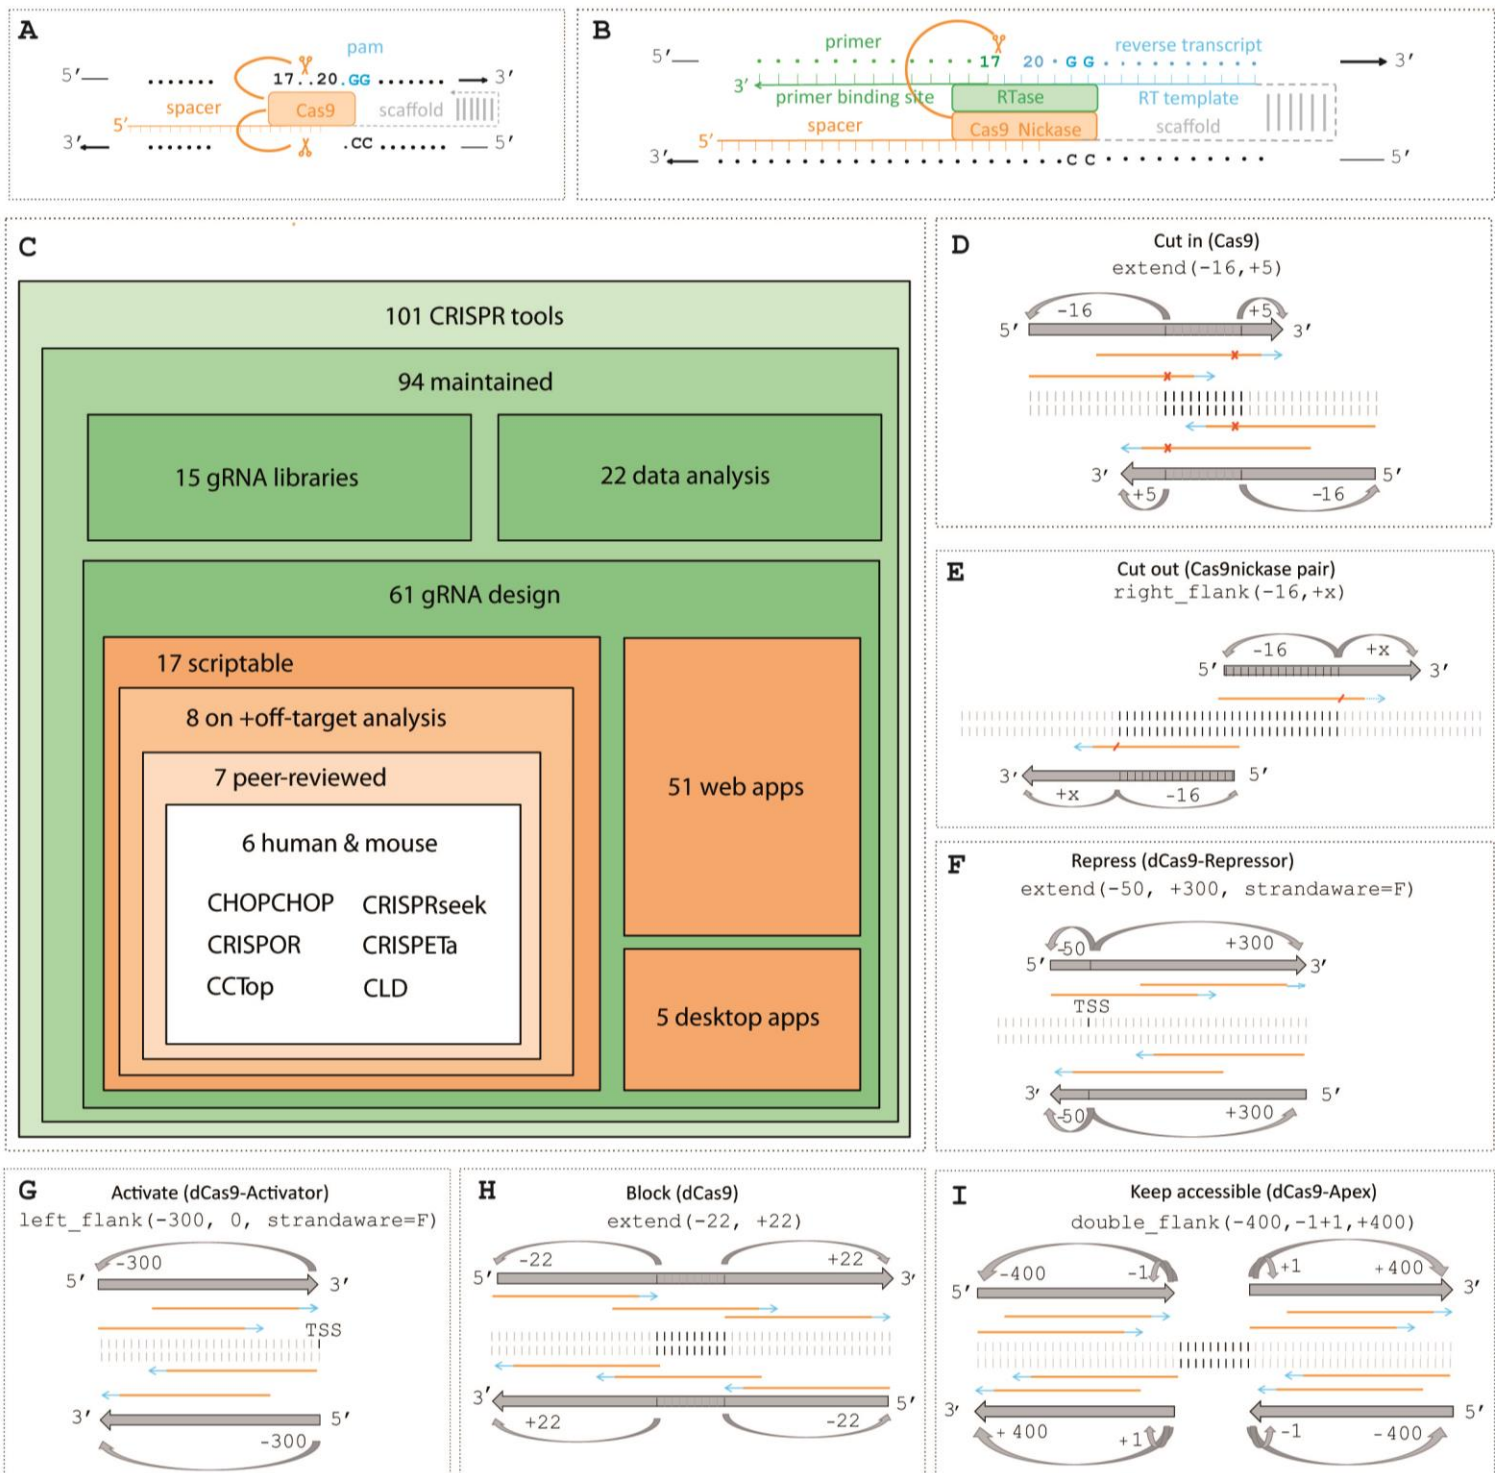 A
pam
5′
17..20.GG
3′
spacer
Cas9
scaffold
5′
3′
.CC
5′
B
primer
reverse transcript
5′
17 20 · G G
3′
3′
primer binding site
RTase
RT template
spacer
Cas9 Nickase
scaffold
5′
3′
C C
5′
C
101 CRISPR tools
94 maintained
15 gRNA libraries
22 data analysis
61 gRNA design
17 scriptable
8 on +off-target analysis
7 peer-reviewed
6 human & mouse
CHOPCHOP CRISPRseek
CRISPOR CRISPETa
CCTop CLD
51 web apps
5 desktop apps
D
Cut in (Cas9)
extend(-16,+5)
-16 +5
5′ 3′
3′ 5′
+5 -16
E
Cut out (Cas9nickase pair)
right_flank(-16,+x)
-16 +x
5′ 3′
3′ 5′
+x -16
F
Repress (dCas9-Repressor)
extend(-50, +300, strandaware=F)
-50 +300
5′ 3′
TSS
3′ 5′
-50 +300
G
Activate (dCas9-Activator)
left_flank(-300, 0, strandaware=F)
-300
5′ 3′
TSS
3′ 5′
-300
H
Block (dCas9)
extend(-22, +22)
-22 +22
5′ 3′
3′ 5′
+22 -22
I
Keep accessible (dCas9-Apex)
double_flank(-400,-1+1,+400)
-400 -1 +1 +400
5′ 3′
3′ 5′
+400 +1 -1 -400